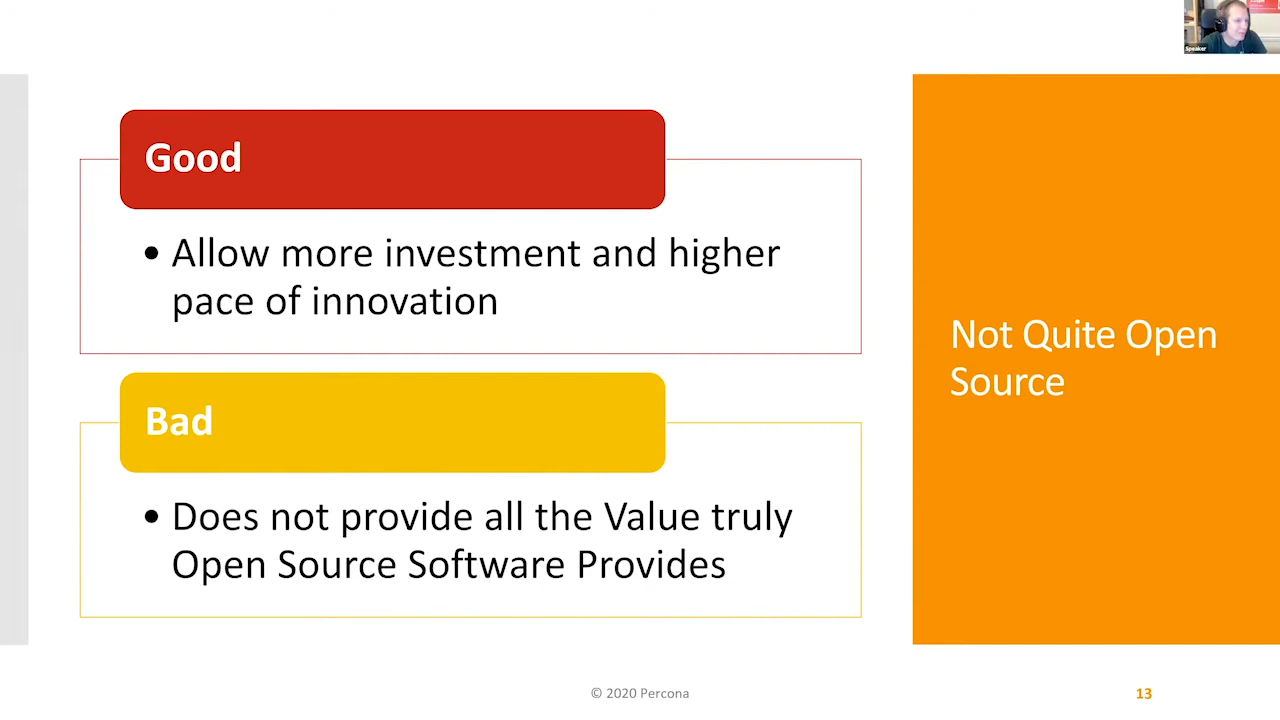 Speaker
Good
• Allow more investment and higher
pace of innovation
Bad
• Does not provide all the Value truly
Open Source Software Provides
Not Quite Open
Source
© 2020 Percona
13